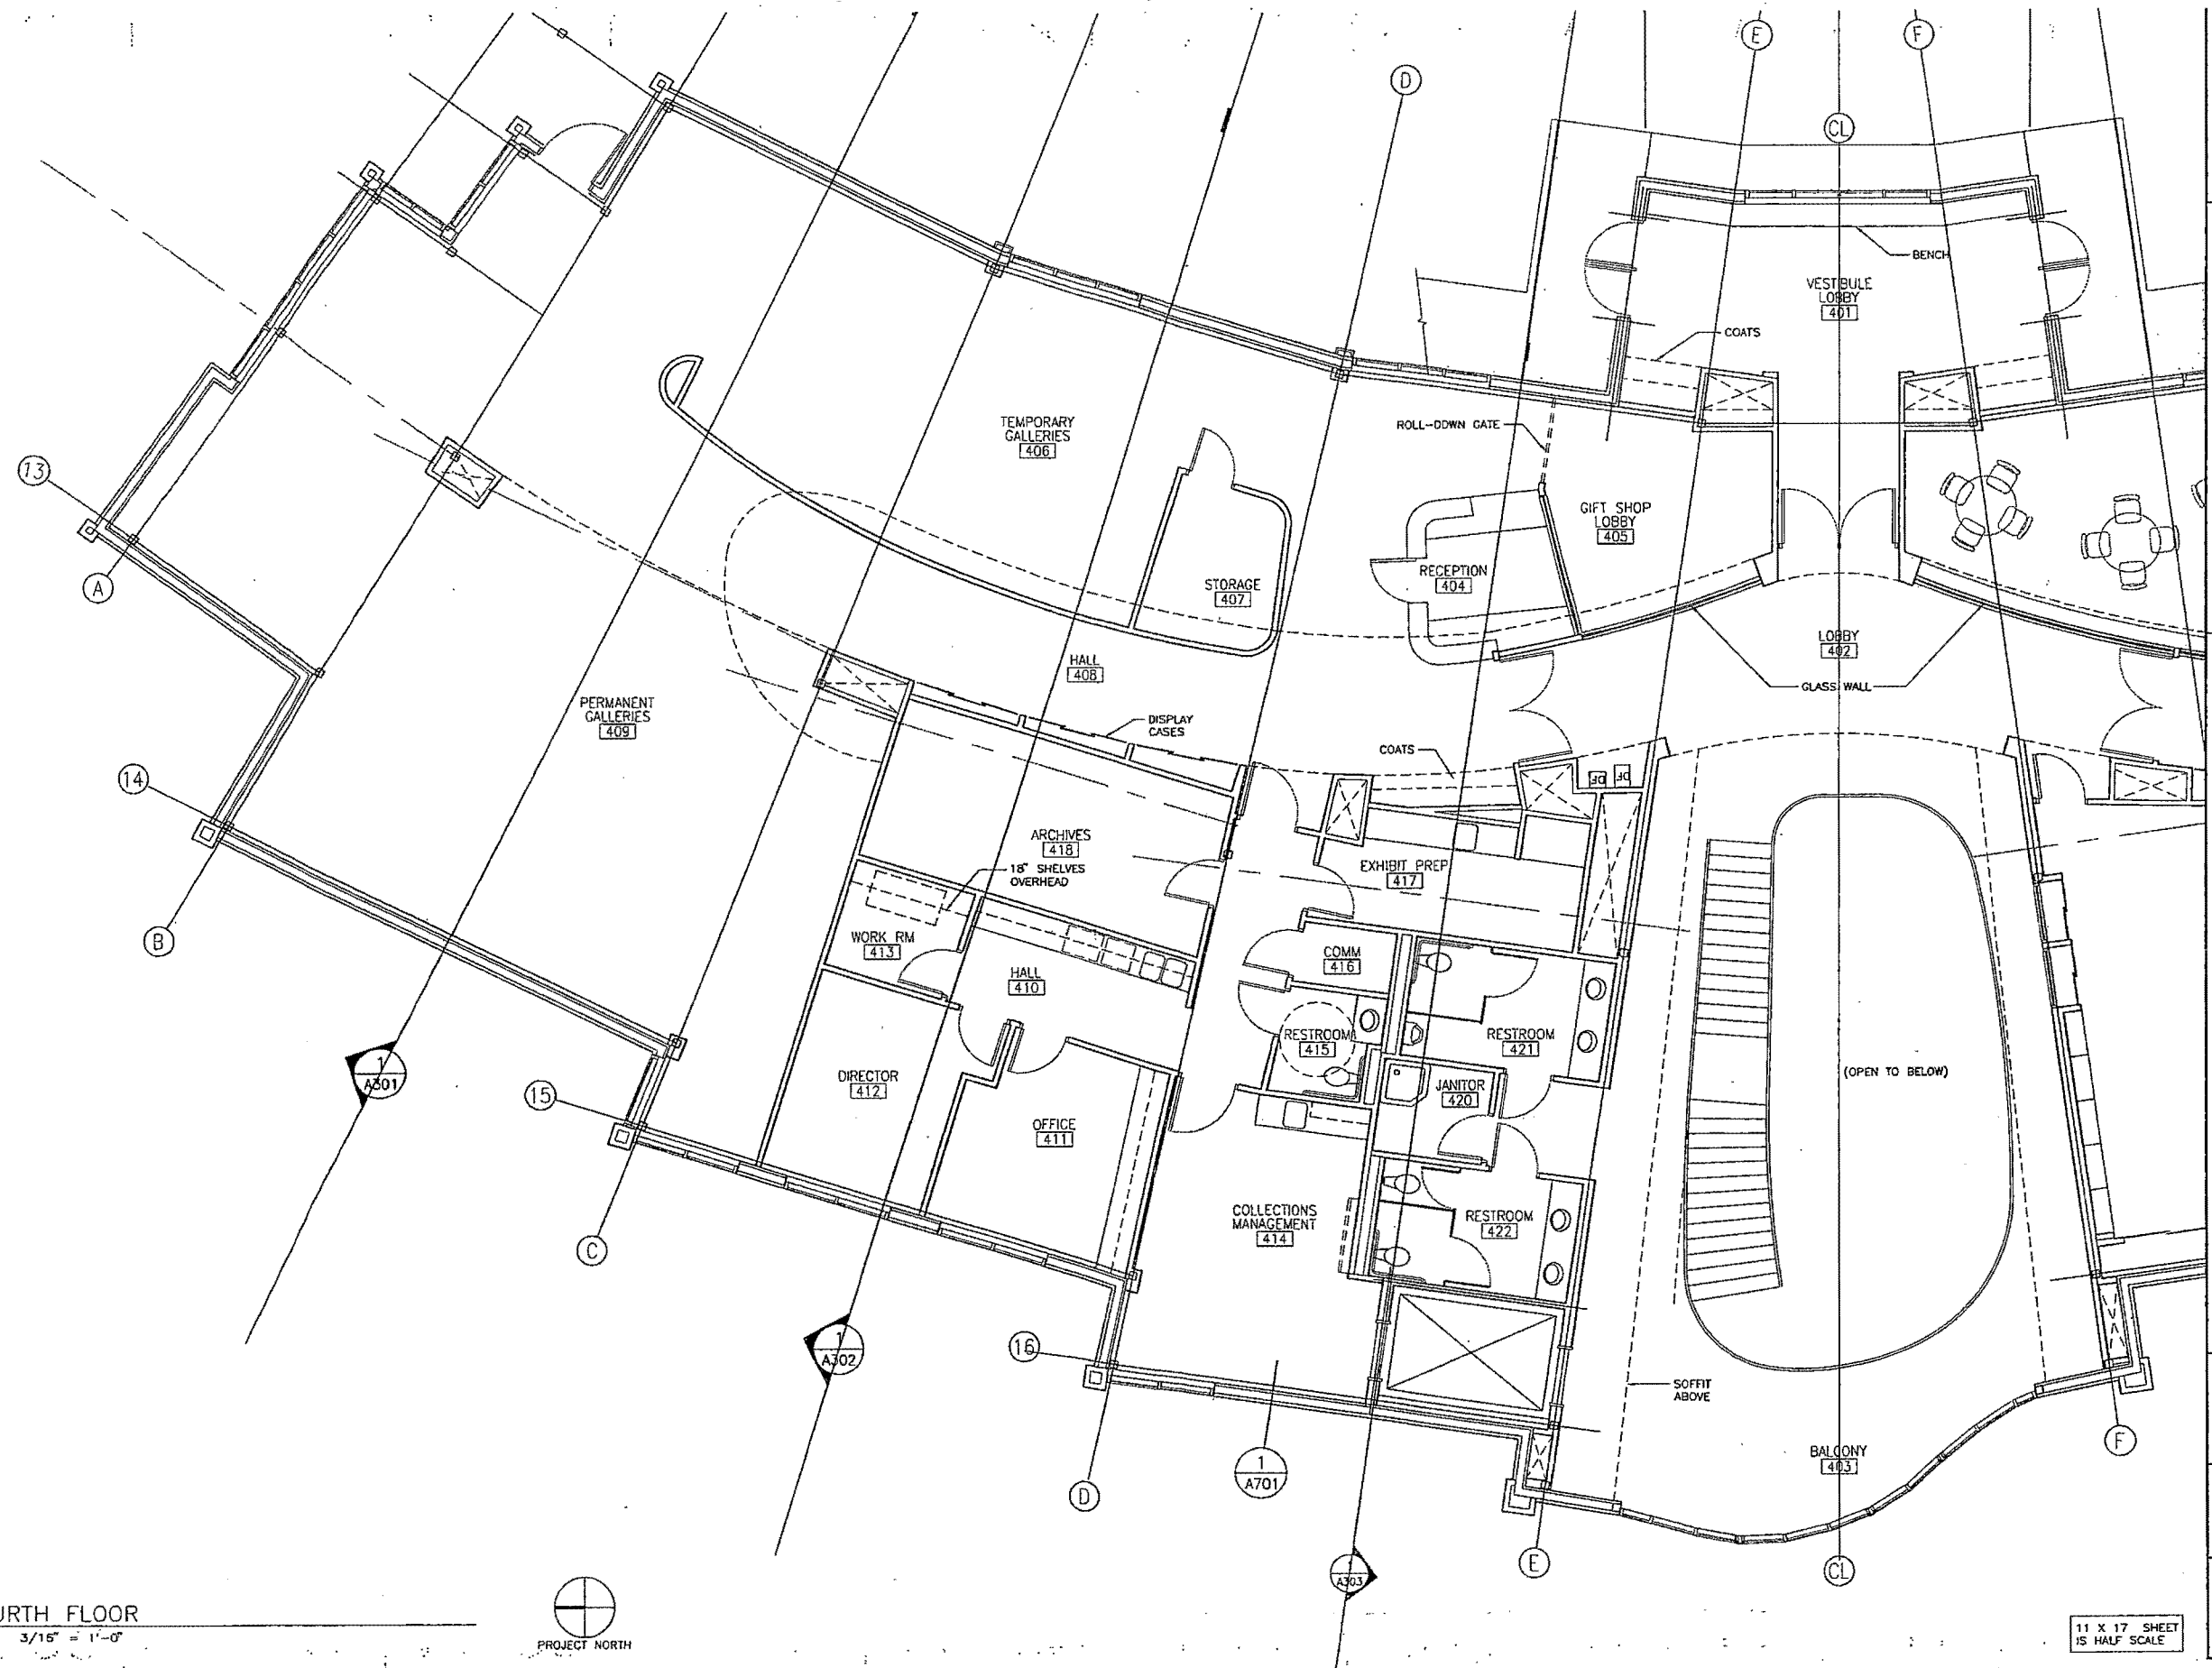 E
F
D
CL
BENCH
VESTIBULE
LOBBY
401
COATS
TEMPORARY
GALLERIES
406
ROLL-DOWN GATE
13
GIFT SHOP
LOBBY
405
A
STORAGE
407
RECEPTION
404
LOBBY
402
HALL
408
GLASS WALL
PERMANENT
GALLERIES
409
DISPLAY
CASES
COATS
DF
DF
14
ARCHIVES
418
18" SHELVES
OVERHEAD
EXHIBIT PREP
417
B
WORK RM
413
COMM
416
HALL
410
RESTROOM
415
RESTROOM
421
1
A301
DIRECTOR
412
JANITOR
420
(OPEN TO BELOW)
15
OFFICE
411
COLLECTIONS
MANAGEMENT
414
RESTROOM
422
C
1
A302
16
SOFFIT
ABOVE
BALCONY
403
F
1
A701
D
E
A303
CL
URTH FLOOR
3/16" = 1'-0"
PROJECT NORTH
11 X 17 SHEET
IS HALF SCALE